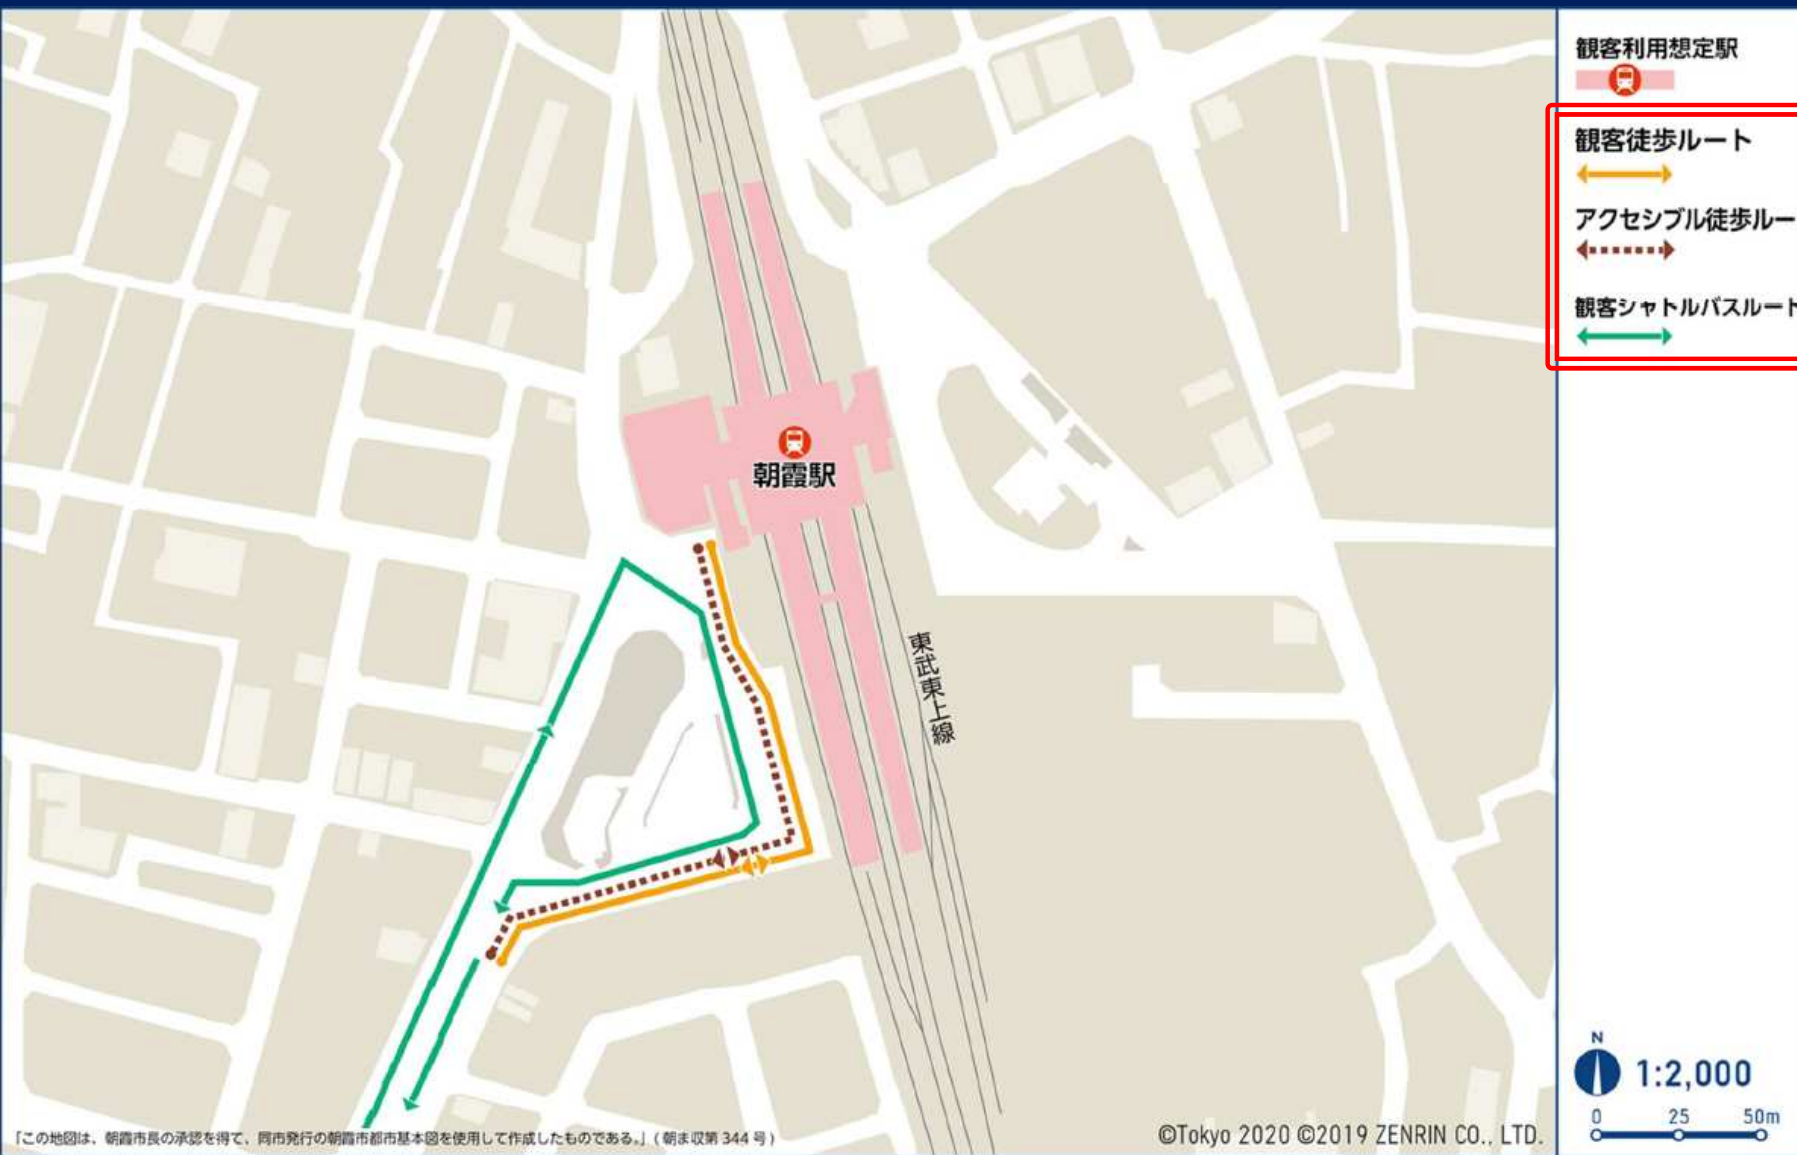 観客利用想定駅
観客徒歩ルート
アクセシブル徒歩ルー
観客シャトルバスルート
朝霞駅
東武東上線
N
1:2,000
0 25 50m
「この地図は、朝霞市長の承認を得て、同市発行の朝霞市都市基本図を使用して作成したものである。」(朝ま収第 344 号)
©Tokyo 2020 ©2019 ZENRIN CO., LTD.